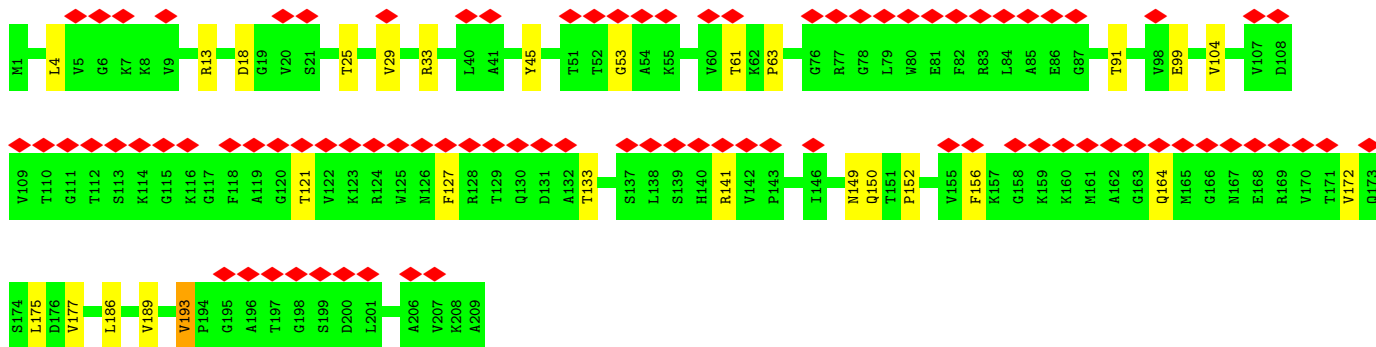 M1 L4 V5 G6 K7 K8 V9 R13 D18 G19 V20 S21 T25 V29 R33 L40 A41 Y45 T51 T52 G53 A54 K55 V60 T61 K62 P63 G76 R77 G78 L79 W80 E81 F82 R83 L84 A85 E86 G87 T91 V98 E99 V104 V107 D108
V109 T110 G111 T112 S113 K114 G115 K116 G117 F118 A119 G120 T121 V122 K123 R124 W125 N126 F127 R128 T129 Q130 D131 A132 T133 S137 L138 S139 H140 R141 V142 P143 I146 N149 Q150 T151 P152 V155 F156 K157 G158 K159 K160 M161 A162 G163 Q164 M165 G166 N167 E168 R169 V170 T171 V172 Q173
S174 L175 D176 V177 L186 V189 V193 P194 G195 A196 T197 G198 S199 D200 L201 A206 V207 K208 A209